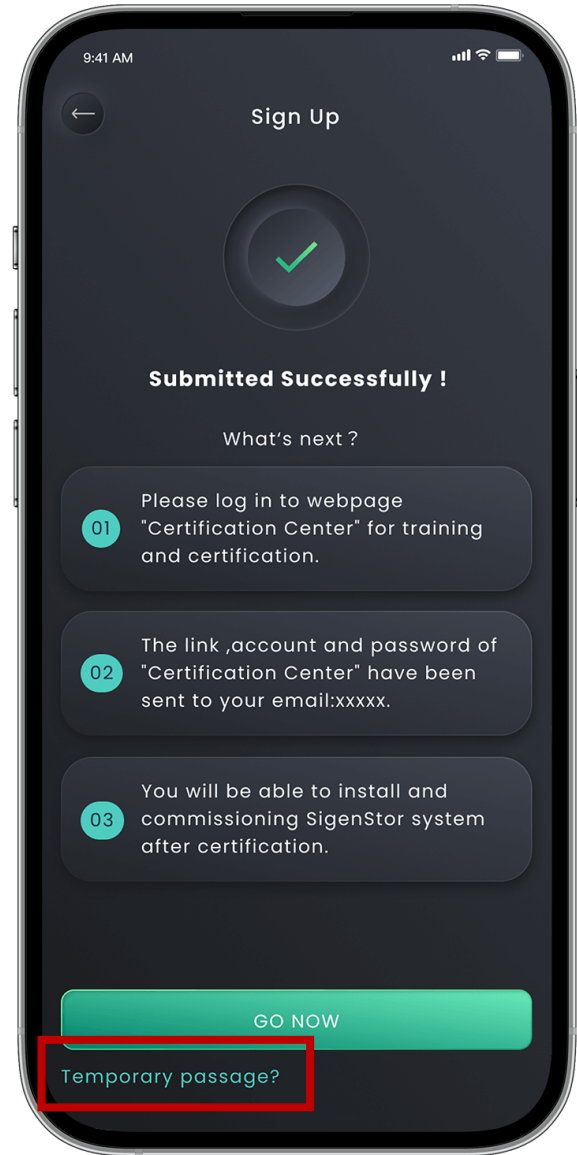 9:41 AM
Sign Up
Submitted Successfully !
What's next ?
01
Please log in to webpage
"Certification Center" for training
and certification.
02
The link ,account and password of
"Certification Center" have been
sent to your email:xxxxx.
03
You will be able to install and
commissioning SigenStor system
after certification.
GO NOW
Temporary passage?